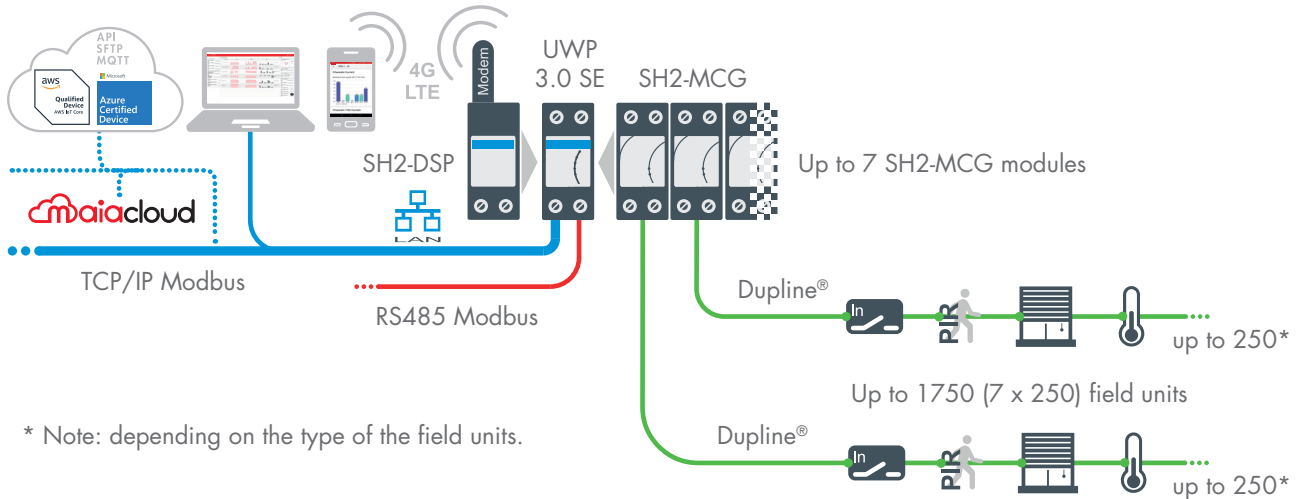 API
SFTP
MQTT
aws
Qualified
Device
AWS IoT Core
Microsoft
Azure
Certified
Device
4G
LTE
Modem
UWP
3.0 SE
SH2-MCG
SH2-DSP
Up to 7 SH2-MCG modules
maiacloud
LAN
TCP/IP Modbus
RS485 Modbus
Dupline®
In
PIR
up to 250*
Up to 1750 (7 x 250) field units
* Note: depending on the type of the field units.
Dupline®
In
PIR
up to 250*